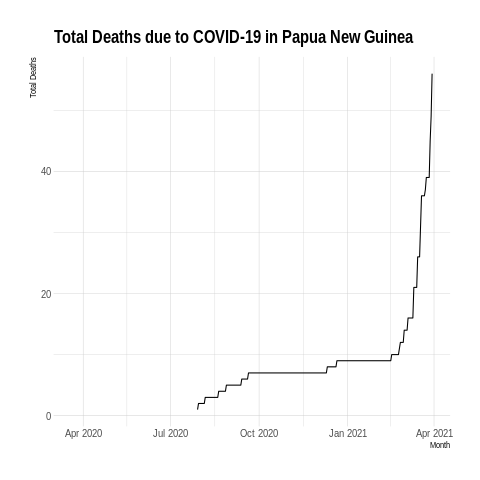 Total Deaths due to COVID-19 in Papua New Guinea
Total Deaths
40
20
0
Apr 2020 Jul 2020 Oct 2020 Jan 2021 Apr 2021
Month